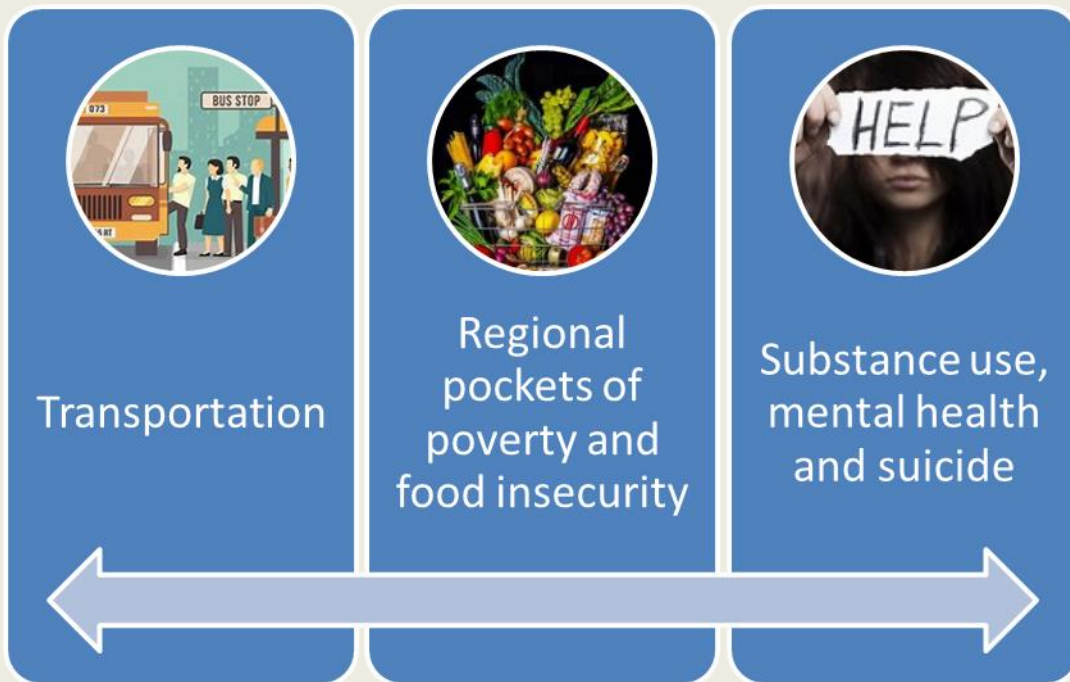 073
BUS STOP
HELP
Transportation
Regional
pockets of
poverty and
food insecurity
Substance use,
mental health
and suicide